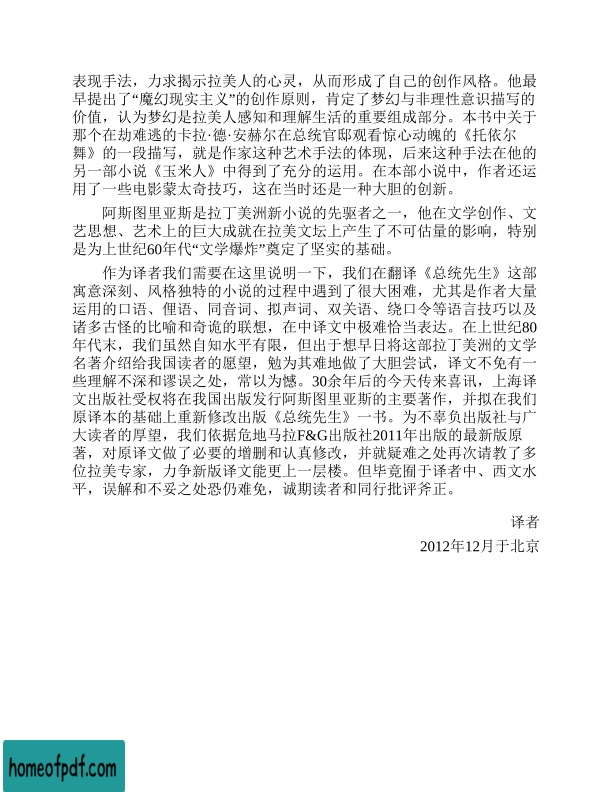 表现手法，力求揭示拉美人的心灵，从而形成了自己的创作风格。他最
早提出了“魔幻现实主义”的创作原则，肯定了梦幻与非理性意识描写的
价值，认为梦幻是拉美人感知和理解生活的重要组成部分。本书中关于
那个在劫难逃的卡拉·德·安赫尔在总统官邸观看惊心动魄的《托依尔
舞》的一段描写，就是作家这种艺术手法的体现，后来这种手法在他的
另一部小说《玉米人》中得到了充分的运用。在本部小说中，作者还运
用了一些电影蒙太奇技巧，这在当时还是一种大胆的创新。
阿斯图里亚斯是拉丁美洲新小说的先驱者之一，他在文学创作、文
艺思想、艺术上的巨大成就在拉美文坛上产生了不可估量的影响，特别
是为上世纪60年代“文学爆炸”奠定了坚实的基础。
作为译者我们需要在这里说明一下，我们在翻译《总统先生》这部
寓意深刻、风格独特的小说的过程中遇到了很大困难，尤其是作者大量
运用的口语、俚语、同音词、拟声词、双关语、绕口令等语言技巧以及
诸多古怪的比喻和奇诡的联想，在中译文中极难恰当表达。在上世纪80
年代末，我们虽然自知水平有限，但出于想早日将这部拉丁美洲的文学
名著介绍给我国读者的愿望，勉为其难地做了大胆尝试，译文不免有一
些理解不深和谬误之处，常以为憾。30余年后的今天传来喜讯，上海译
文出版社受权将在我国出版发行阿斯图里亚斯的主要著作，并拟在我们
原译本的基础上重新修改出版《总统先生》一书。为不辜负出版社与广
大读者的厚望，我们依据危地马拉F&G出版社2011年出版的最新版原
著，对原译文做了必要的增删和认真修改，并就疑难之处再次请教了多
位拉美专家，力争新版译文能更上一层楼。但毕竟囿于译者中、西文水
平，误解和不妥之处恐仍难免，诚期读者和同行批评斧正。
译者
2012年12月于北京
homeofpdf.com